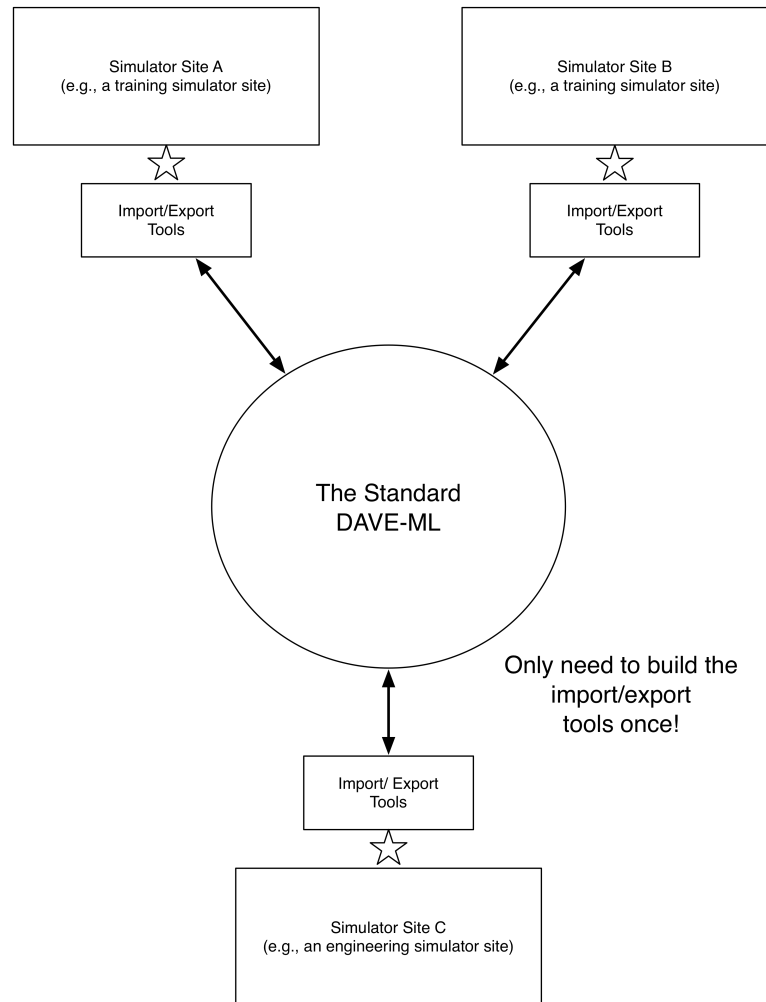 Simulator Site A
(e.g., a training simulator site)
Simulator Site B
(e.g., a training simulator site)
Import/Export
Tools
Import/Export
Tools
The Standard
DAVE-ML
Only need to build the
import/export
tools once!
Import/ Export
Tools
Simulator Site C
(e.g., an engineering simulator site)